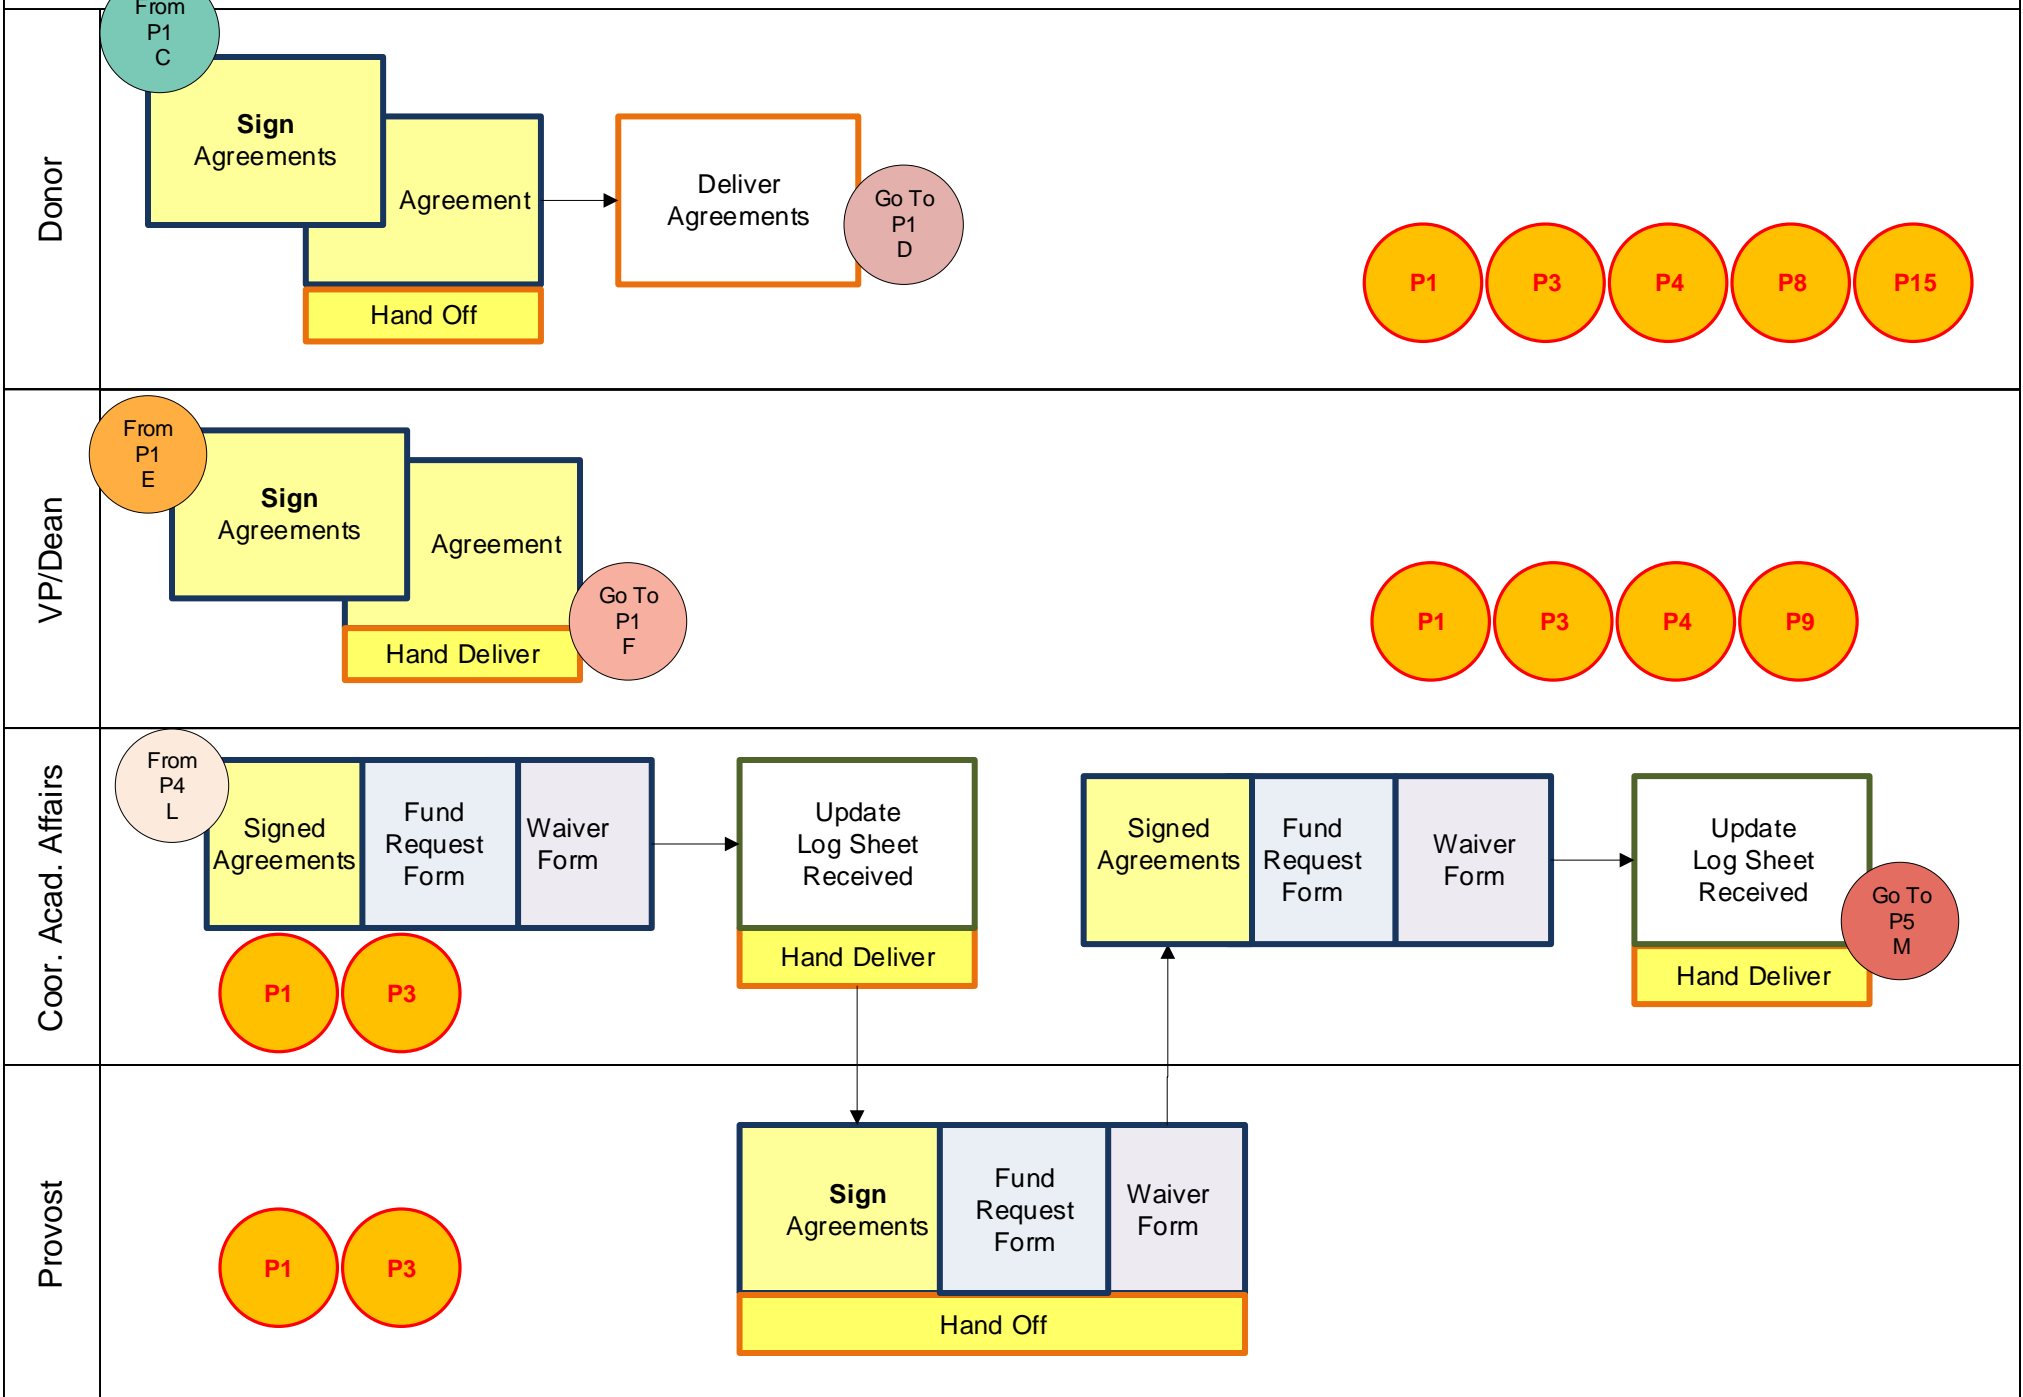 From
P1
C
Donor
Sign
Agreements
Agreement
Hand Off
Deliver
Agreements
Go To
P1
D
P1
P3
P4
P8
P15
VP/Dean
From
P1
E
Sign
Agreements
Agreement
Hand Deliver
Go To
P1
F
P1
P3
P4
P9
Coor. Acad. Affairs
From
P4
L
Signed
Agreements
Fund
Request
Form
Waiver
Form
P1
P3
Update
Log Sheet
Received
Hand Deliver
Signed
Agreements
Fund
Request
Form
Waiver
Form
Update
Log Sheet
Received
Hand Deliver
Go To
P5
M
Provost
P1
P3
Sign
Agreements
Fund
Request
Form
Waiver
Form
Hand Off